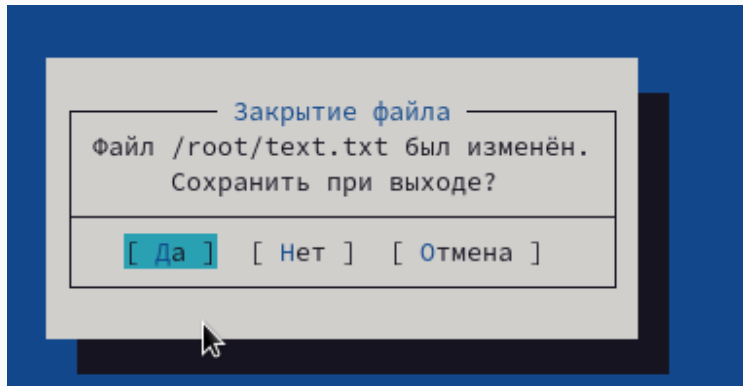 Закрытие файла
Файл /root/text.txt был изменён.
Сохранить при выходе?
[ Да ] [ Нет ] [ Отмена ]